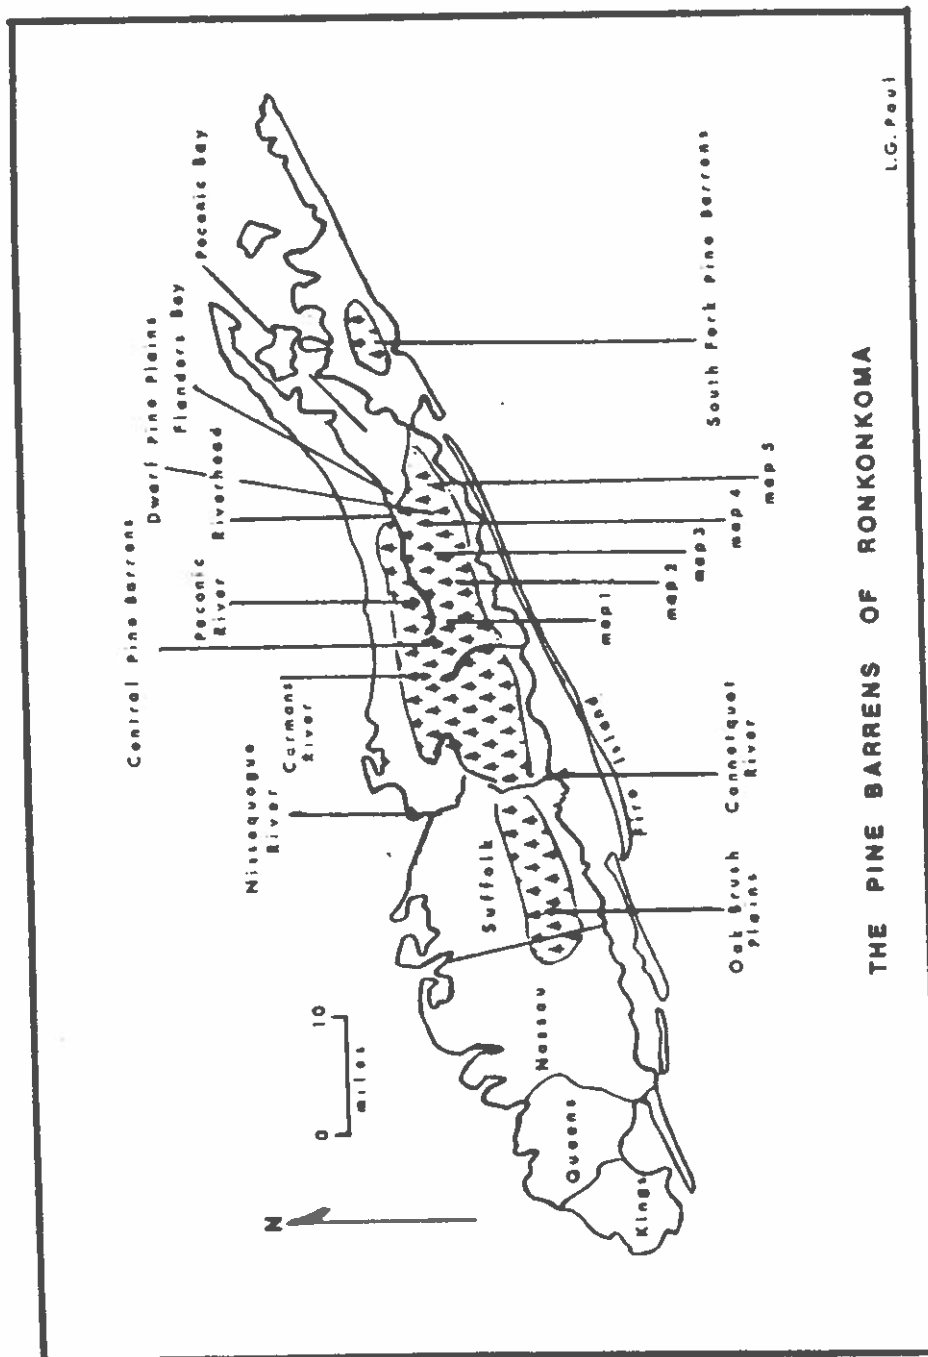 Central Pine Barrens
Dwarf Pine Plains
Flanders Bay
Peconic Bay
Peconic
River
Riverhead
Carmans
River
Nissequogue
River
Suffolk
Nassau
Queens
Kings
N
0
10
miles
Fire Island
Oak Brush
Plains
Connetquot
River
map 1
map 2
map 3
map 4
map 5
South Fork Pine Barrens
THE PINE BARRENS OF RONKONKOMA
L.G. Paul